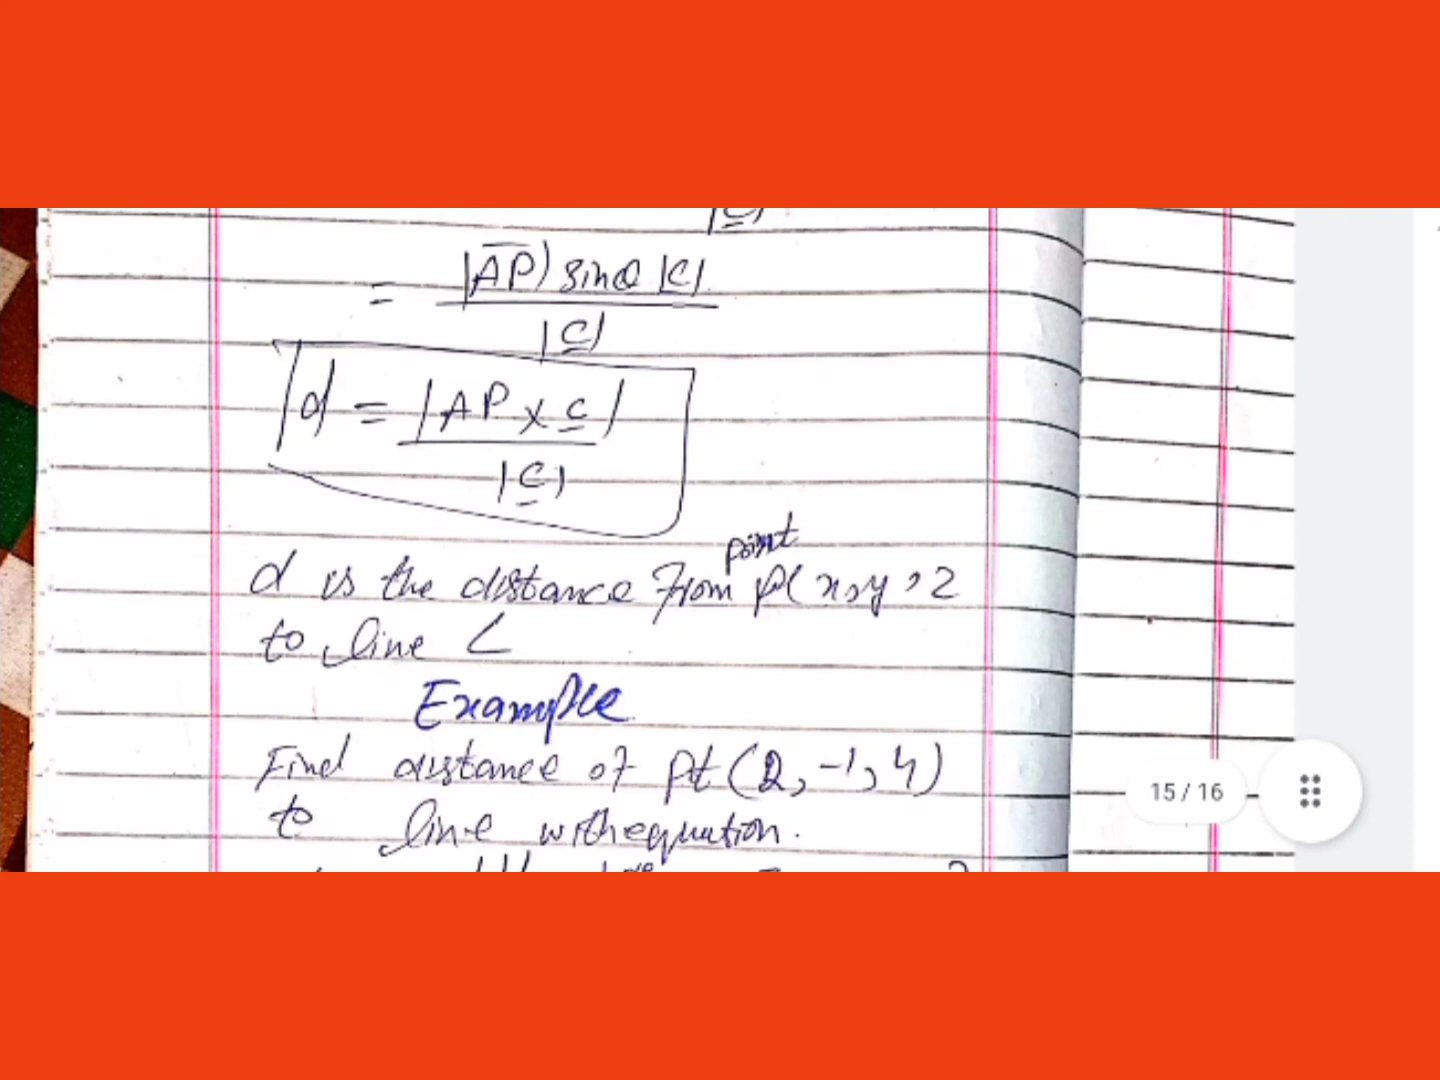 = |AP| sinθ |c|
|c|
d = |AP x c|
|c|
point
d is the distance From P(x,y,z
to line L
Example
Find distance of pt (2,-1,4)
to line with equation.
15 / 16